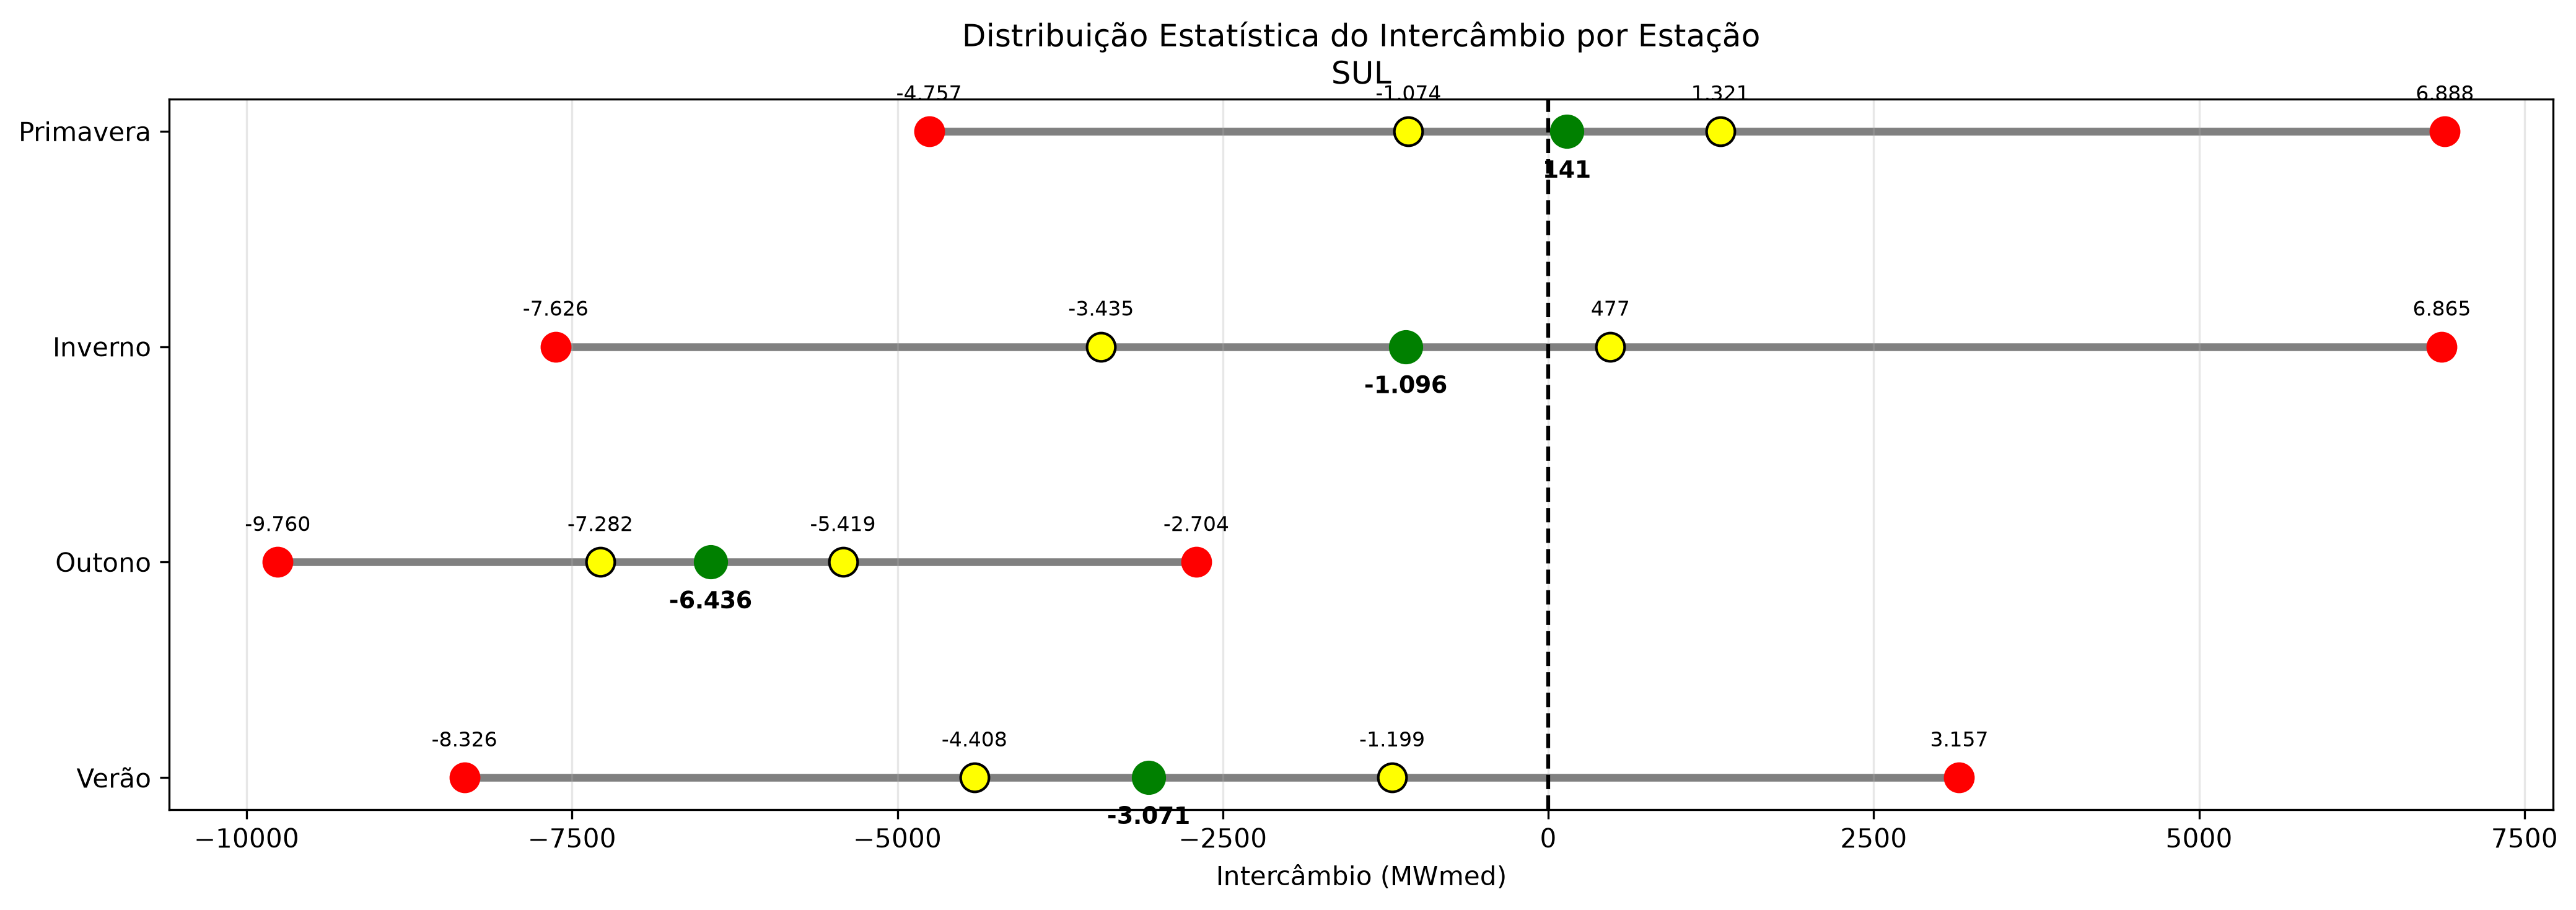 Distribuição Estatística do Intercâmbio por Estação
SUL
-4.757 -1.074 1.321 6.888
Primavera
141
-7.626 -3.435 477 6.865
Inverno
-1.096
-9.760 -7.282 -5.419 -2.704
Outono
-6.436
-8.326 -4.408 -1.199 3.157
Verão
-3.071
−10000 −7500 −5000 −2500 0 2500 5000 7500
Intercâmbio (MWmed)